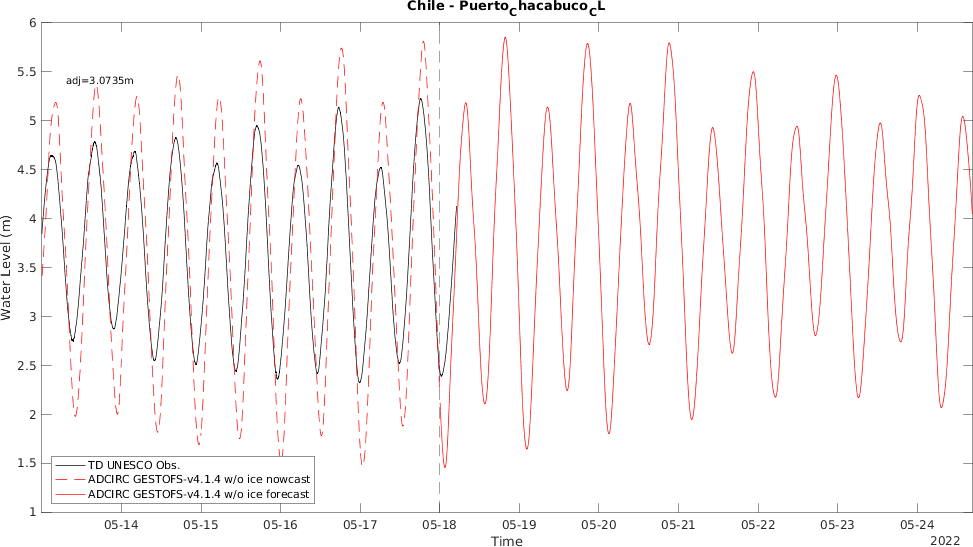 Chile - Puerto_Chacabuco_CL
6
5.5
5
4.5
4
3.5
3
2.5
2
1.5
1
Water Level (m)
adj=3.0735m
TD UNESCO Obs.
ADCIRC GESTOFS-v4.1.4 w/o ice nowcast
ADCIRC GESTOFS-v4.1.4 w/o ice forecast
05-14 05-15 05-16 05-17 05-18 05-19 05-20 05-21 05-22 05-23 05-24
Time
2022